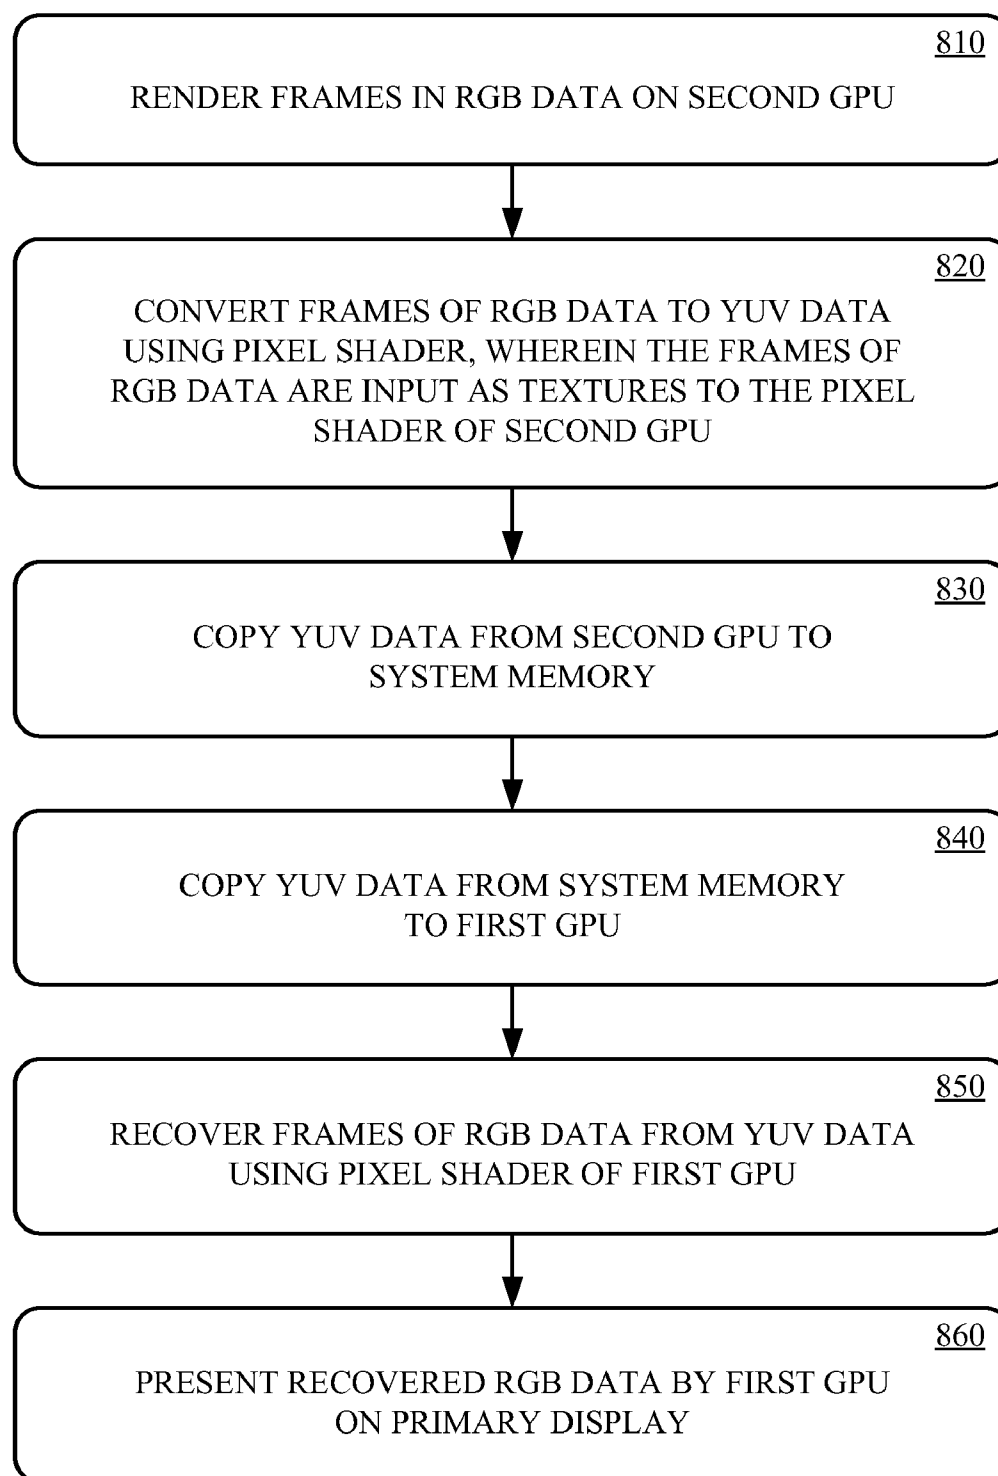 810
RENDER FRAMES IN RGB DATA ON SECOND GPU
820
CONVERT FRAMES OF RGB DATA TO YUV DATA
USING PIXEL SHADER, WHEREIN THE FRAMES OF
RGB DATA ARE INPUT AS TEXTURES TO THE PIXEL
SHADER OF SECOND GPU
830
COPY YUV DATA FROM SECOND GPU TO
SYSTEM MEMORY
840
COPY YUV DATA FROM SYSTEM MEMORY
TO FIRST GPU
850
RECOVER FRAMES OF RGB DATA FROM YUV DATA
USING PIXEL SHADER OF FIRST GPU
860
PRESENT RECOVERED RGB DATA BY FIRST GPU
ON PRIMARY DISPLAY